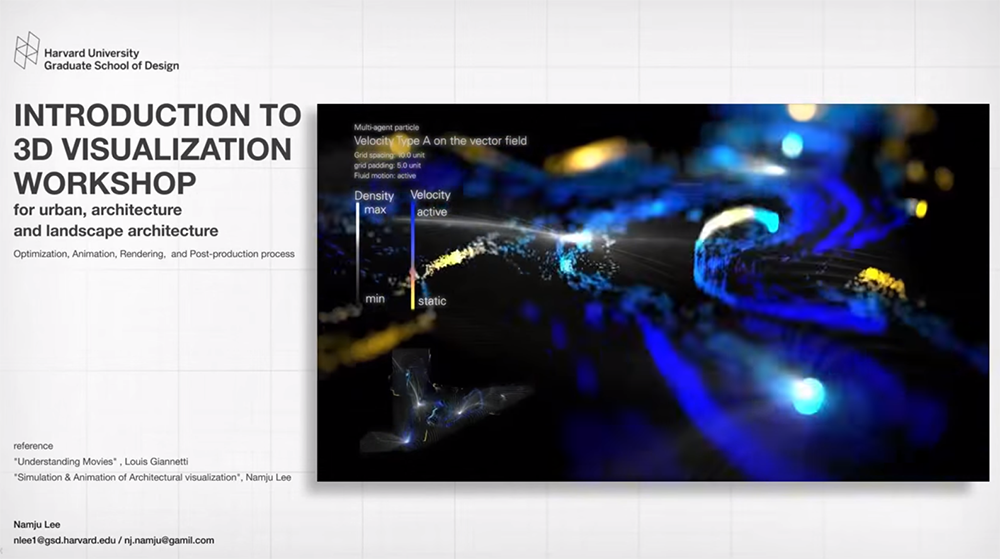 Harvard University
Graduate School of Design
INTRODUCTION TO
3D VISUALIZATION
WORKSHOP
for urban, architecture
and landscape architecture
Optimization, Animation, Rendering, and Post-production process
Multi-agent particle
Velocity Type A on the vector field
Grid spacing: 10.0 unit
grid padding: 5.0 unit
Fluid motion: active
Density Velocity
max active
min static
reference
"Understanding Movies" , Louis Giannetti
"Simulation & Animation of Architectural visualization", Namju Lee
Namju Lee
nlee1@gsd.harvard.edu / nj.namju@gamil.com